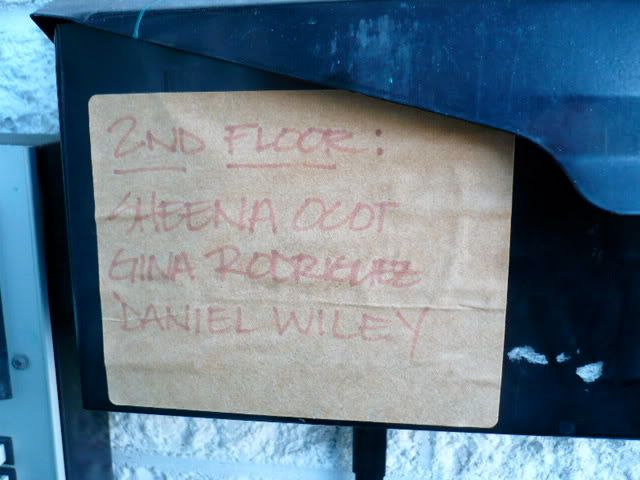 2ND FLOOR:
SHEENA OCOT
GINA RODRIGUEZ
DANIEL WILEY